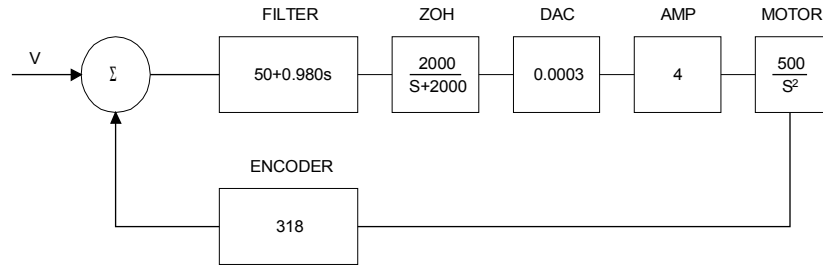 FILTER
ZOH
DAC
AMP
MOTOR
V
Σ
50+0.980s
2000
S+2000
0.0003
4
500
S²
ENCODER
318